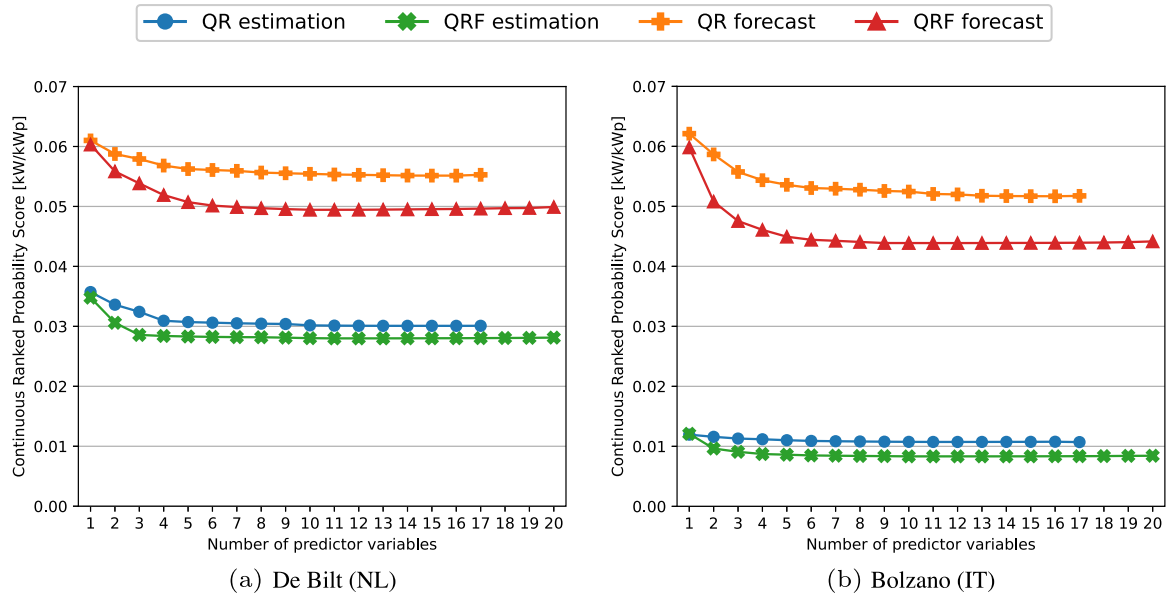 QR estimation QRF estimation QR forecast QRF forecast
Continuous Ranked Probability Score [kW/kWp]
0.07
0.06
0.05
0.04
0.03
0.02
0.01
0.00
1 2 3 4 5 6 7 8 9 10 11 12 13 14 15 16 17 18 19 20
Number of predictor variables
(a) De Bilt (NL)
Continuous Ranked Probability Score [kW/kWp]
0.07
0.06
0.05
0.04
0.03
0.02
0.01
0.00
1 2 3 4 5 6 7 8 9 10 11 12 13 14 15 16 17 18 19 20
Number of predictor variables
(b) Bolzano (IT)